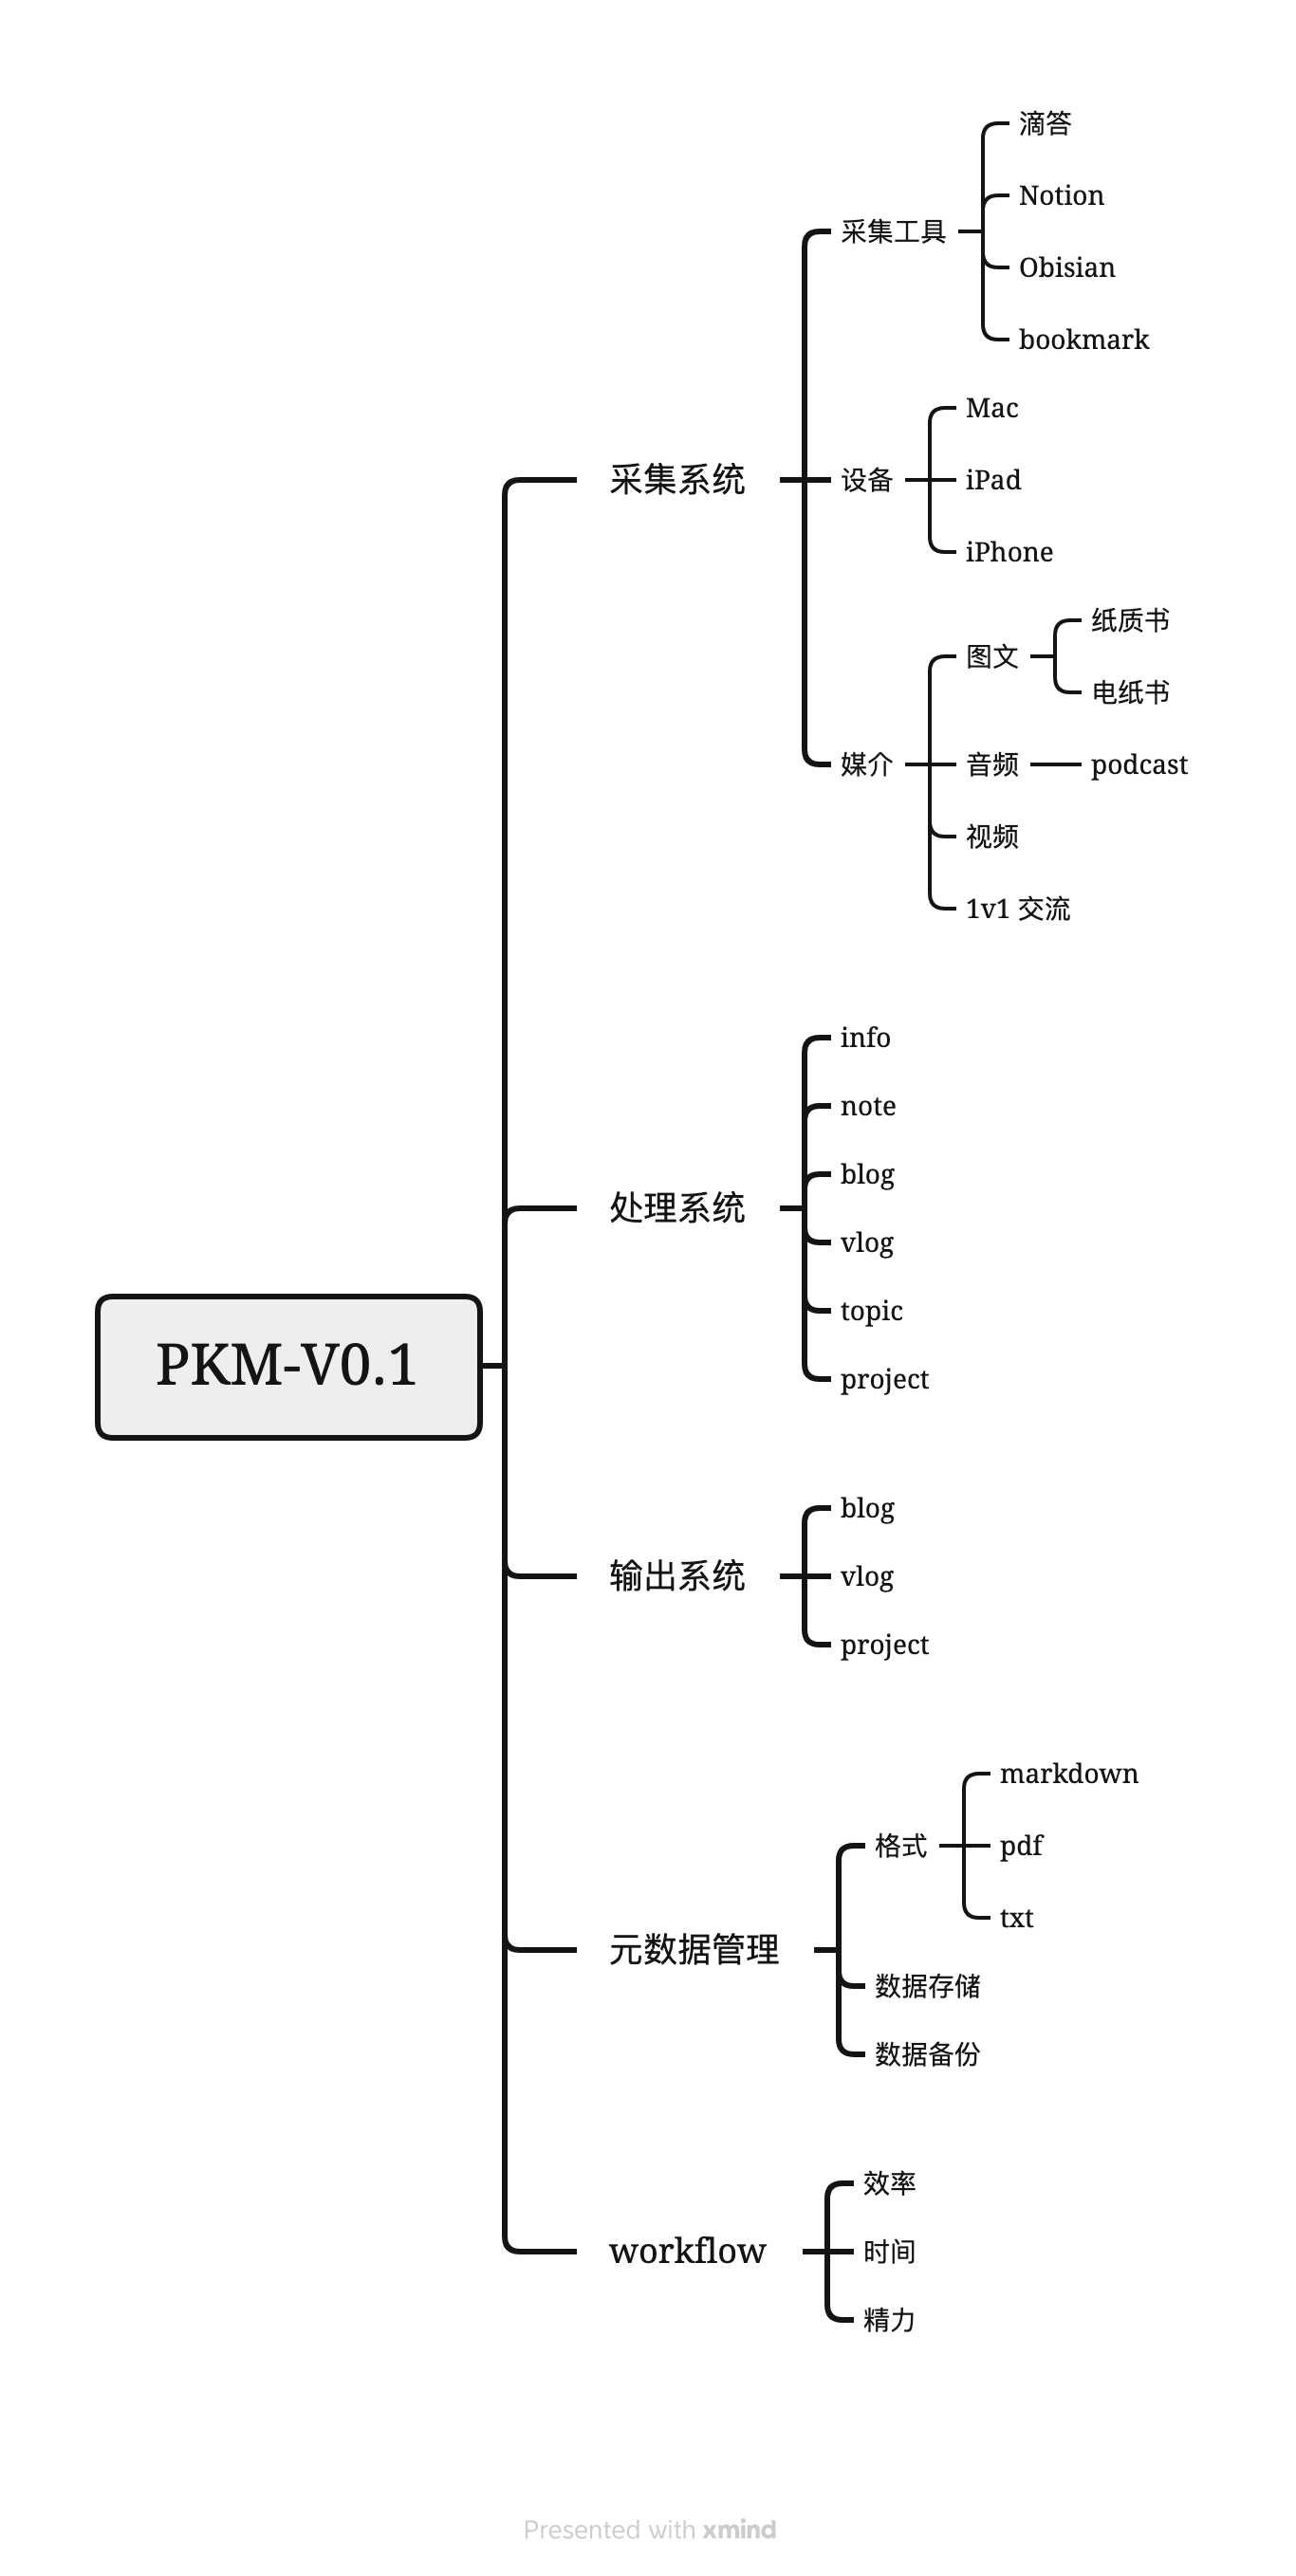 PKM-V0.1
采集系统
采集工具
滴答
Notion
Obisian
bookmark
设备
Mac
iPad
iPhone
媒介
图文
纸质书
电纸书
音频
podcast
视频
1v1 交流
处理系统
info
note
blog
vlog
topic
project
输出系统
blog
vlog
project
元数据管理
格式
markdown
pdf
txt
数据存储
数据备份
workflow
效率
时间
精力
Presented with xmind